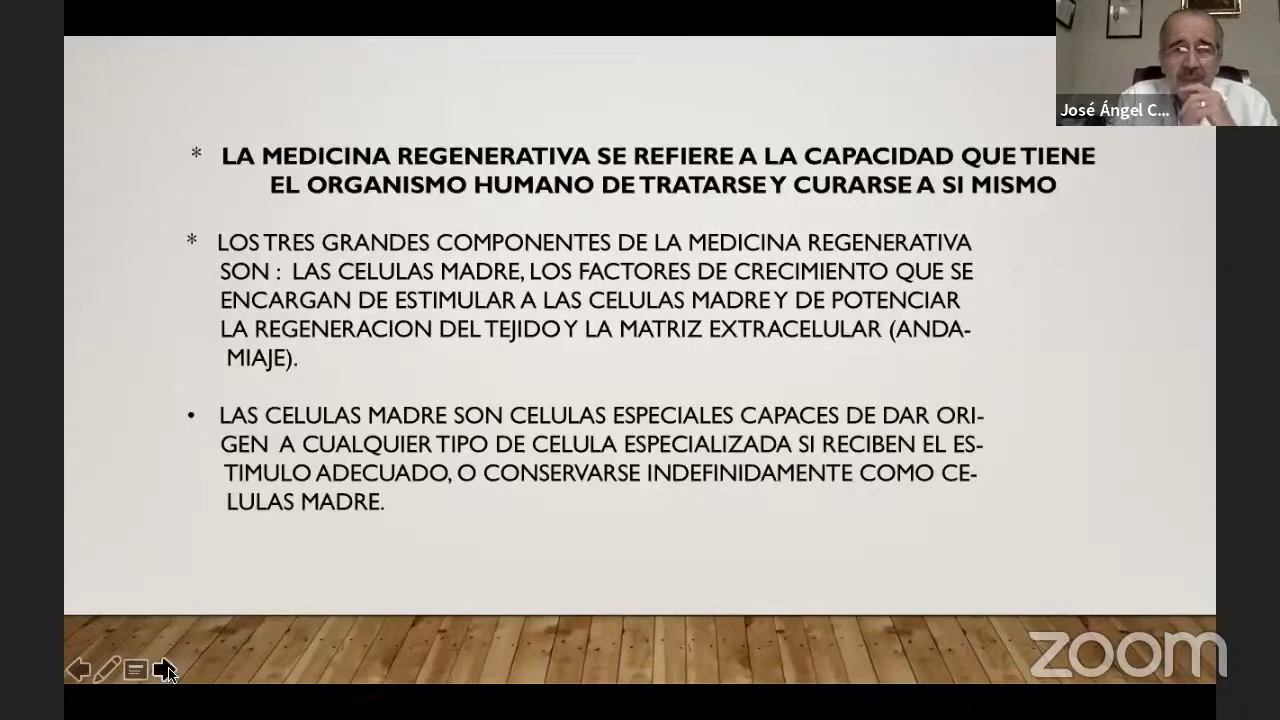 José Ángel C...
* LA MEDICINA REGENERATIVA SE REFIERE A LA CAPACIDAD QUE TIENE
EL ORGANISMO HUMANO DE TRATARSE Y CURARSE A SI MISMO
* LOS TRES GRANDES COMPONENTES DE LA MEDICINA REGENERATIVA
SON : LAS CELULAS MADRE, LOS FACTORES DE CRECIMIENTO QUE SE
ENCARGAN DE ESTIMULAR A LAS CELULAS MADRE Y DE POTENCIAR
LA REGENERACION DEL TEJIDO Y LA MATRIZ EXTRACELULAR (ANDA-
MIAJE).
• LAS CELULAS MADRE SON CELULAS ESPECIALES CAPACES DE DAR ORI-
GEN A CUALQUIER TIPO DE CELULA ESPECIALIZADA SI RECIBEN EL ES-
TIMULO ADECUADO, O CONSERVARSE INDEFINIDAMENTE COMO CE-
LULAS MADRE.
zoom